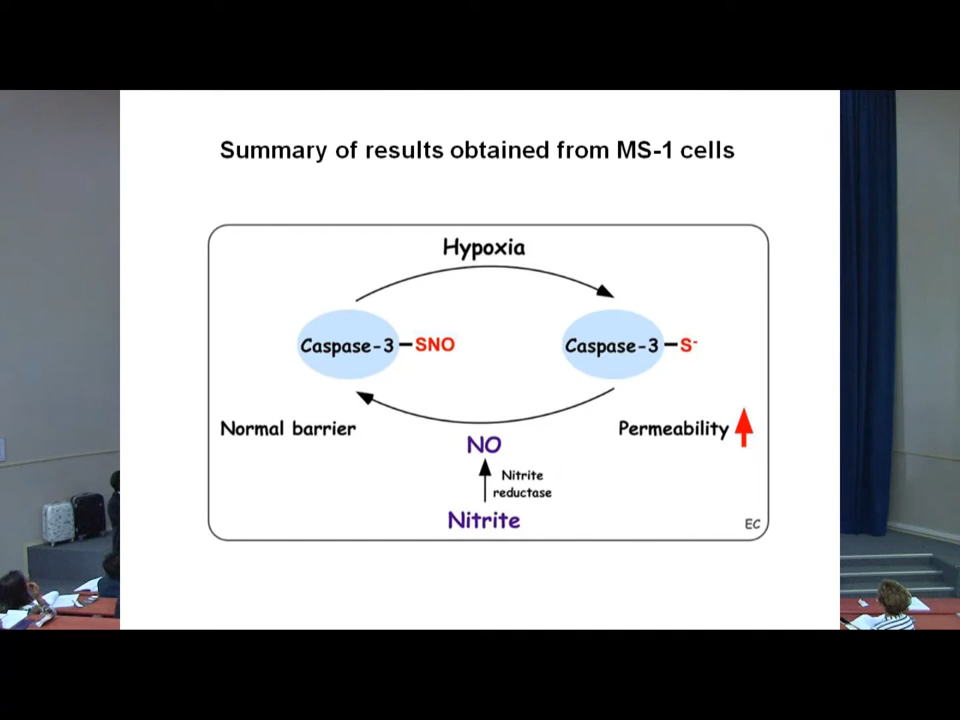 Summary of results obtained from MS-1 cells
Hypoxia
Caspase-3 SNO
Caspase-3 S-
Normal barrier
Permeability
NO
Nitrite
reductase
Nitrite
EC